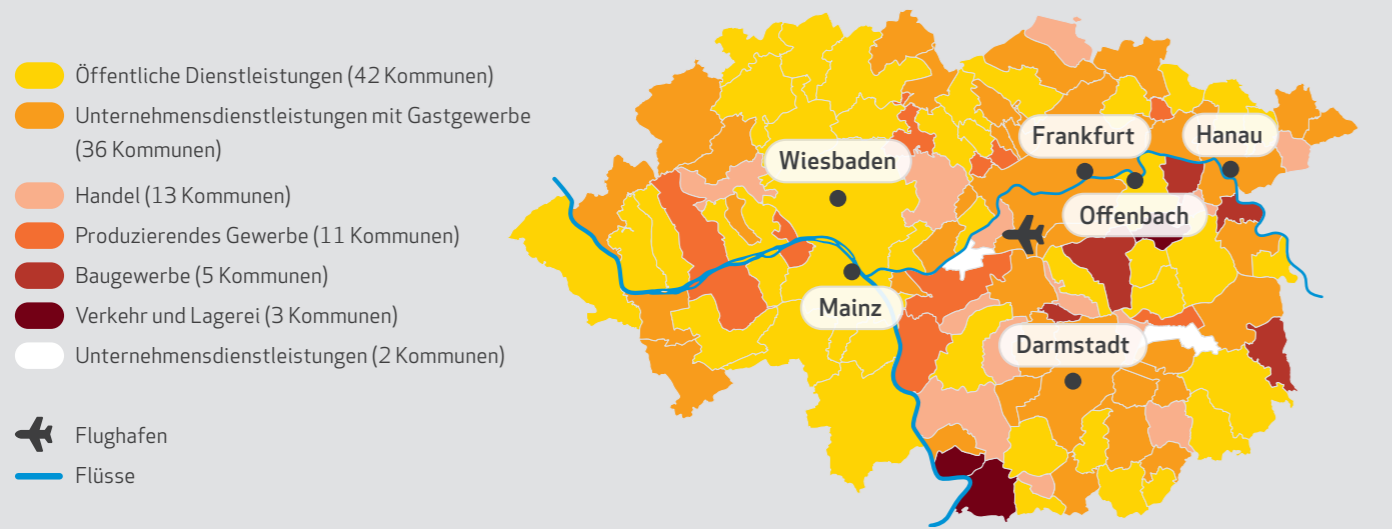 Öffentliche Dienstleistungen (42 Kommunen)
Unternehmensdienstleistungen mit Gastgewerbe
(36 Kommunen)
Handel (13 Kommunen)
Produzierendes Gewerbe (11 Kommunen)
Baugewerbe (5 Kommunen)
Verkehr und Lagerei (3 Kommunen)
Unternehmensdienstleistungen (2 Kommunen)
Flughafen
Flüsse
Frankfurt
Hanau
Wiesbaden
Offenbach
Mainz
Darmstadt